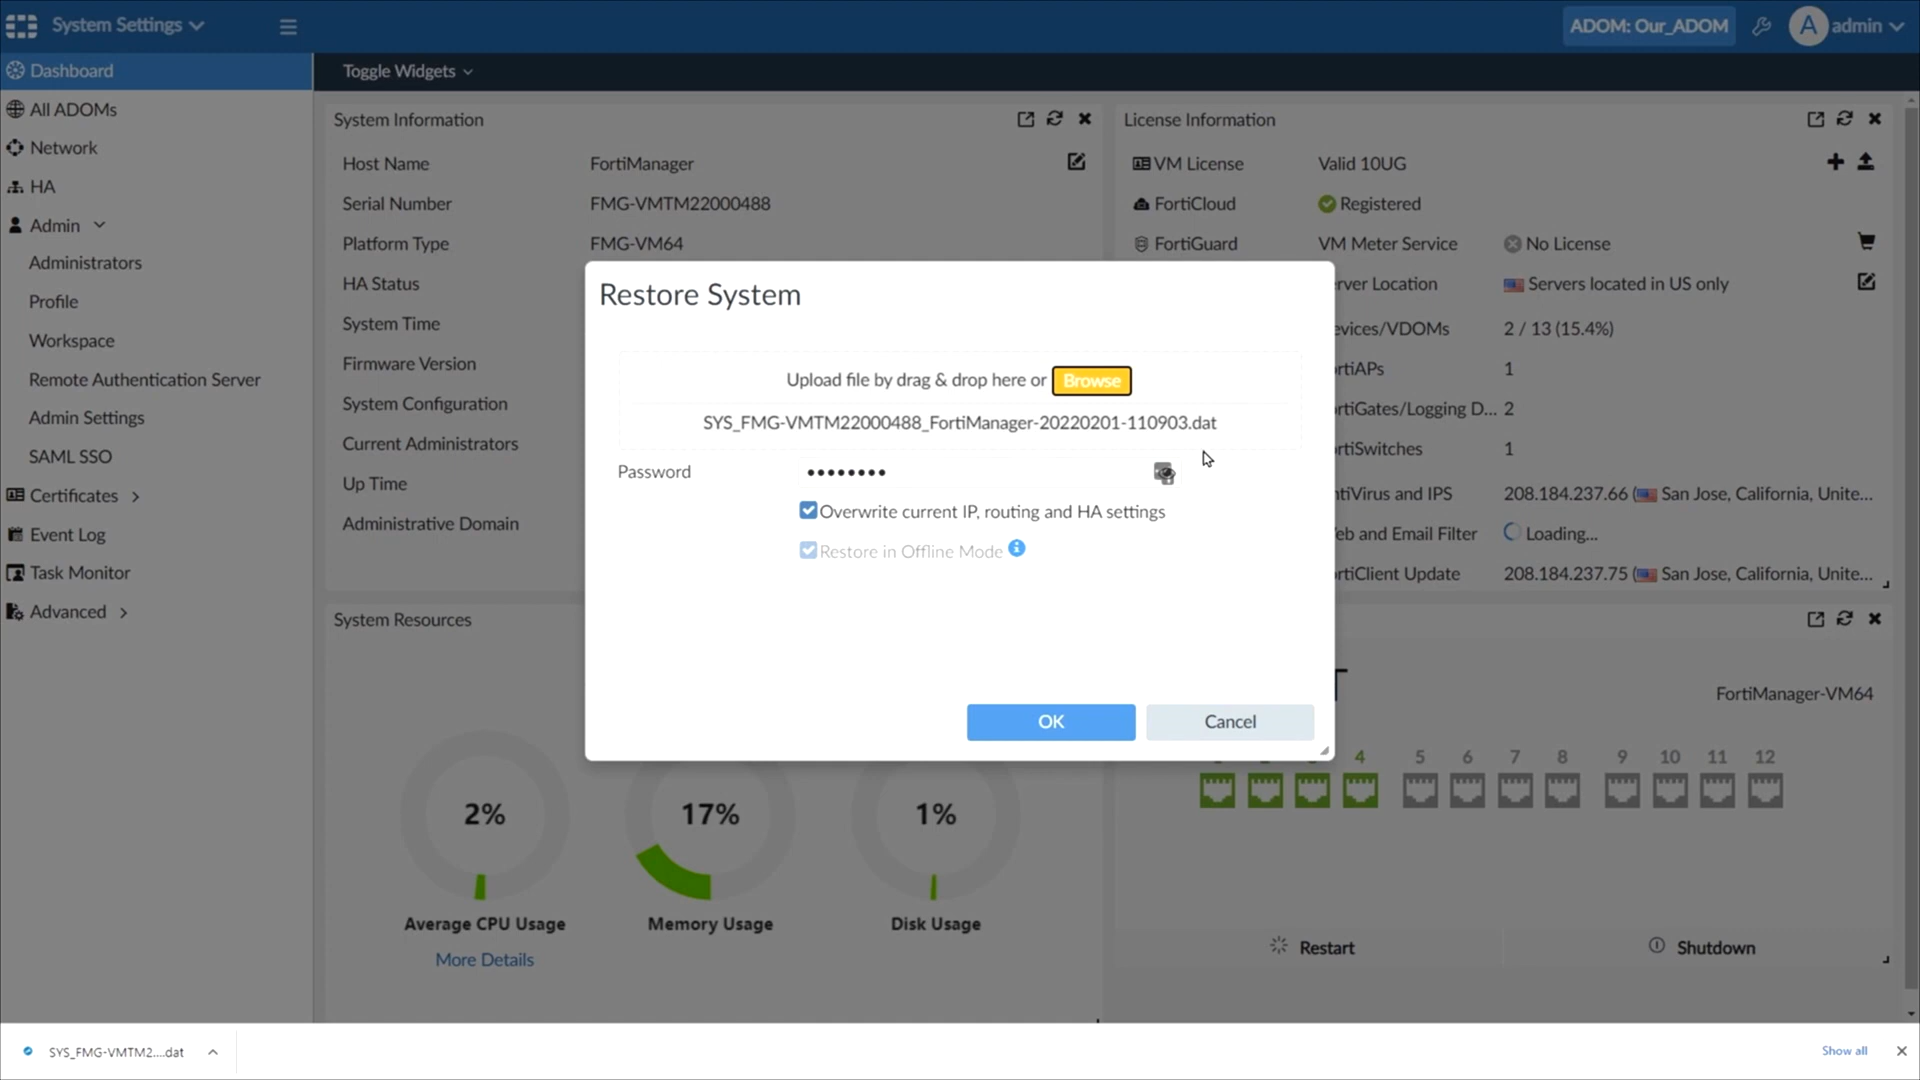 System Settings
ADOM: Our_ADOM
A
admin
Dashboard
Toggle Widgets
All ADOMs
Network
HA
Admin
Administrators
Profile
Workspace
Remote Authentication Server
Admin Settings
SAML SSO
Certificates
Event Log
Task Monitor
Advanced
System Information
Host Name FortiManager
Serial Number FMG-VMTM22000488
Platform Type FMG-VM64
HA Status
System Time
Firmware Version
System Configuration
Current Administrators
Up Time
Administrative Domain
License Information
VM License Valid 10UG
FortiCloud Registered
FortiGuard VM Meter Service No License
rver Location Servers located in US only
evices/VDOMs 2 / 13 (15.4%)
rtiAPs 1
rtiGates/Logging D... 2
rtiSwitches 1
ntiVirus and IPS 208.184.237.66 ( San Jose, California, Unite...
eb and Email Filter Loading...
rtiClient Update 208.184.237.75 ( San Jose, California, Unite...
Restore System
Upload file by drag & drop here or Browse
SYS_FMG-VMTM22000488_FortiManager-20220201-110903.dat
Password ••••••••
Overwrite current IP, routing and HA settings
Restore in Offline Mode
OK Cancel
System Resources
2% 17% 1%
Average CPU Usage Memory Usage Disk Usage
More Details
FortiManager-VM64
4 5 6 7 8 9 10 11 12
Restart Shutdown
SYS_FMG-VMTM2....dat
Show all